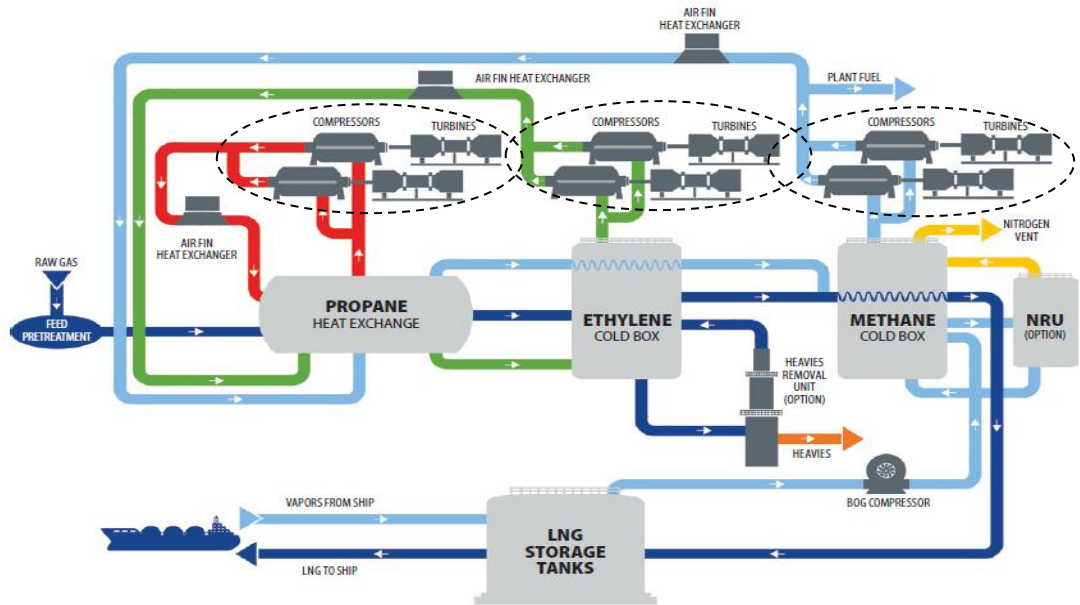 AIR FIN
HEAT EXCHANGER
AIR FIN HEAT EXCHANGER
PLANT FUEL
COMPRESSORS
TURBINES
COMPRESSORS
TURBINES
COMPRESSORS
TURBINES
AIR FIN
HEAT EXCHANGER
NITROGEN
VENT
RAW GAS
FEED
PRETREATMENT
PROPANE
HEAT EXCHANGE
ETHYLENE
COLD BOX
METHANE
COLD BOX
NRU
(OPTION)
HEAVIES
REMOVAL
UNIT
(OPTION)
HEAVIES
BOG COMPRESSOR
VAPORS FROM SHIP
LNG
STORAGE
TANKS
LNG TO SHIP